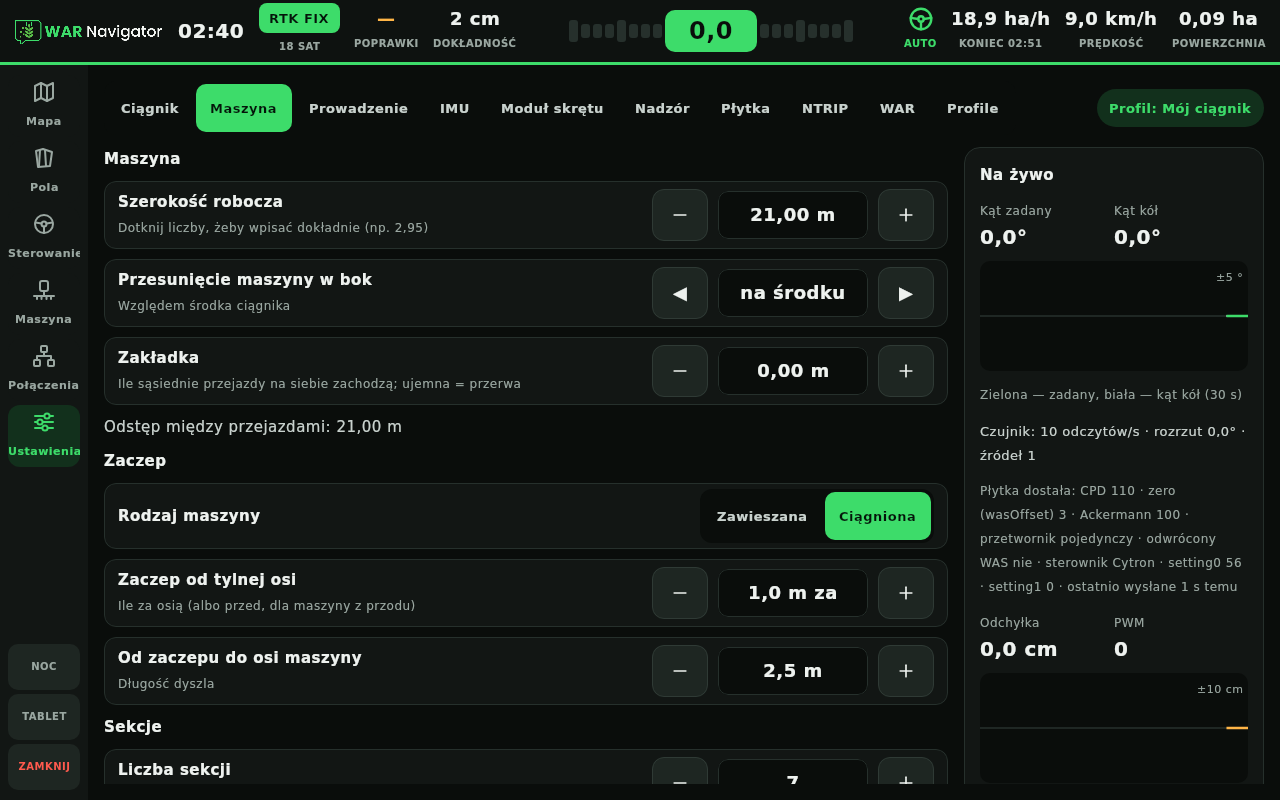 WAR Navigator
02:40
RTK FIX
18 SAT
—
POPRAWKI
2 cm
DOKŁADNOŚĆ
0,0
AUTO
18,9 ha/h
KONIEC 02:51
9,0 km/h
PRĘDKOŚĆ
0,09 ha
POWIERZCHNIA
Mapa
Pola
Sterowanie
Maszyna
Połączenia
Ustawienia
NOC
TABLET
ZAMKNIJ
Ciągnik Maszyna Prowadzenie IMU Moduł skrętu Nadzór Płytka NTRIP WAR Profile
Profil: Mój ciągnik
Maszyna
Szerokość robocza
Dotknij liczby, żeby wpisać dokładnie (np. 2,95)
− 21,00 m +
Przesunięcie maszyny w bok
Względem środka ciągnika
◀ na środku ▶
Zakładka
Ile sąsiednie przejazdy na siebie zachodzą; ujemna = przerwa
− 0,00 m +
Odstęp między przejazdami: 21,00 m
Zaczep
Rodzaj maszyny
Zawieszana Ciągniona
Zaczep od tylnej osi
Ile za osią (albo przed, dla maszyny z przodu)
− 1,0 m za +
Od zaczepu do osi maszyny
Długość dyszla
− 2,5 m +
Sekcje
Liczba sekcji
− 7 +
Na żywo
Kąt zadany Kąt kół
0,0° 0,0°
±5 °
Zielona — zadany, biała — kąt kół (30 s)
Czujnik: 10 odczytów/s · rozrzut 0,0° ·
źródeł 1
Płytka dostała: CPD 110 · zero
(wasOffset) 3 · Ackermann 100 ·
przetwornik pojedynczy · odwrócony
WAS nie · sterownik Cytron · setting0 56
· setting1 0 · ostatnio wysłane 1 s temu
Odchyłka PWM
0,0 cm 0
±10 cm